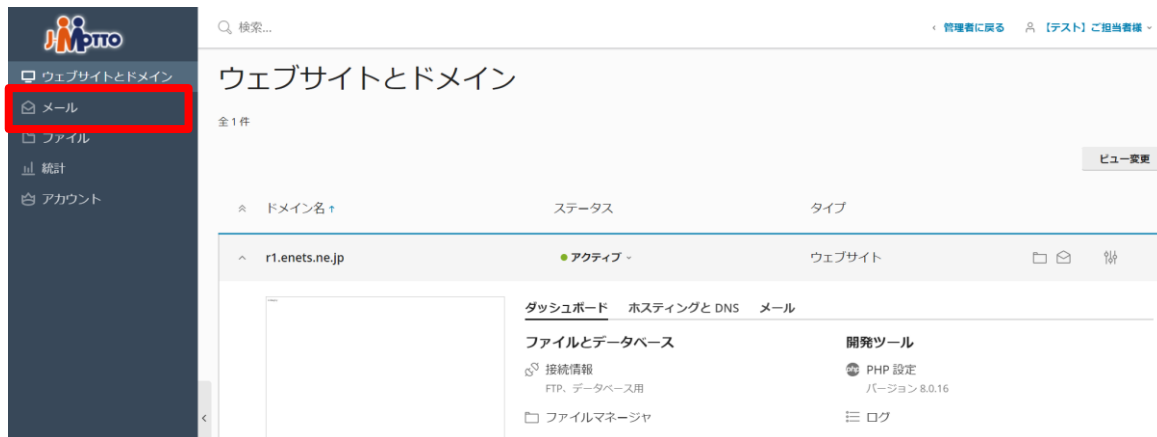 J-MOTTO
検索...
管理者に戻る
【テスト】ご担当者様
ウェブサイトとドメイン
メール
ファイル
統計
アカウント
ウェブサイトとドメイン
全1件
ビュー変更
ドメイン名↑ ステータス タイプ
r1.enets.ne.jp アクティブ ウェブサイト
ダッシュボード ホスティングと DNS メール
ファイルとデータベース
接続情報
FTP、データベース用
ファイルマネージャ
開発ツール
php PHP 設定
バージョン 8.0.16
ログ